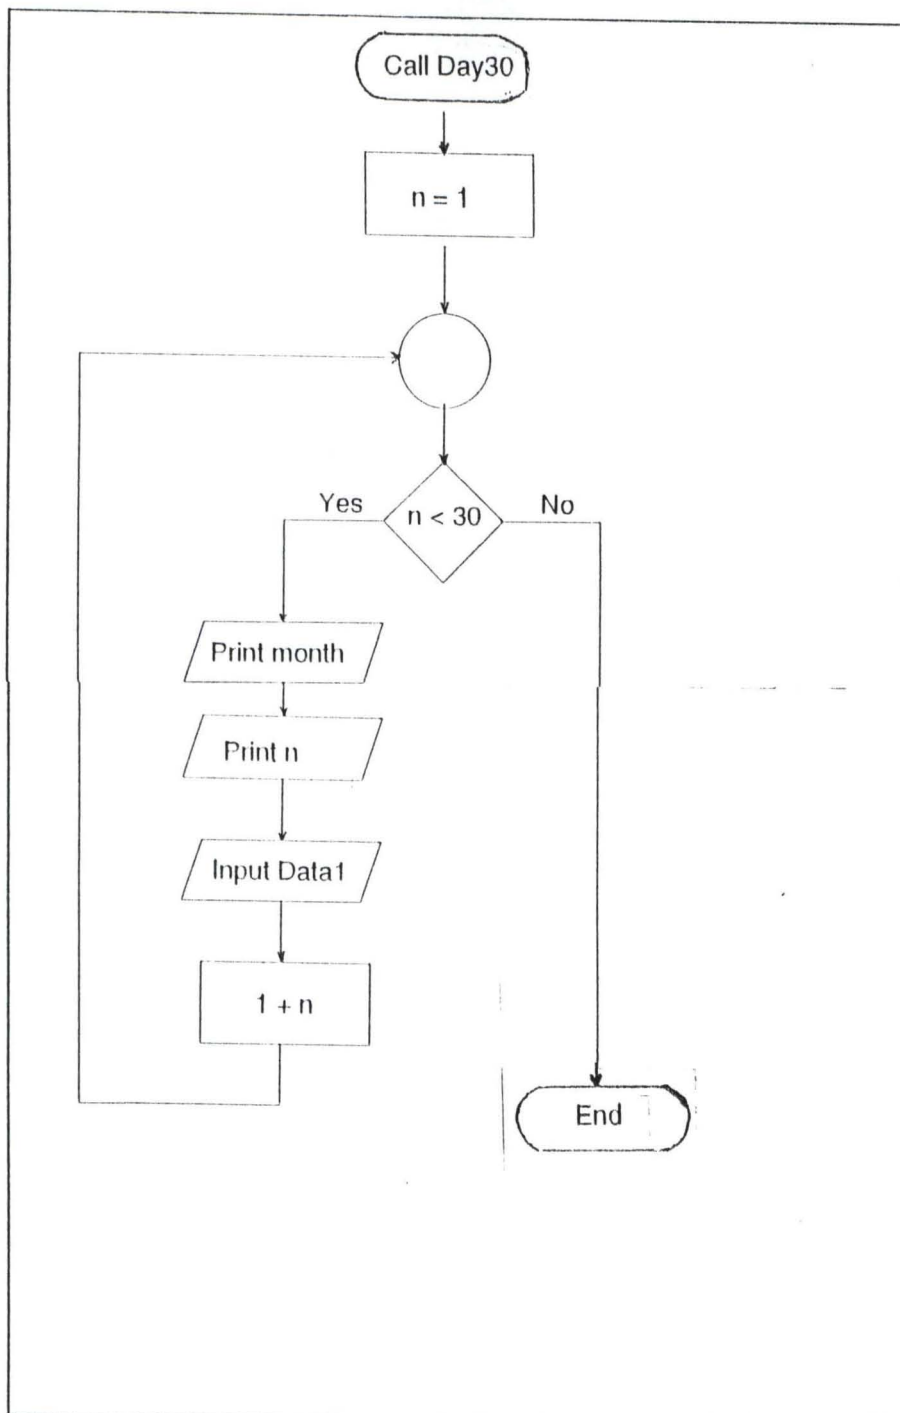 Call Day30
n = 1
Yes
n < 30
No
Print month
Print n
Input Data1
1 + n
End